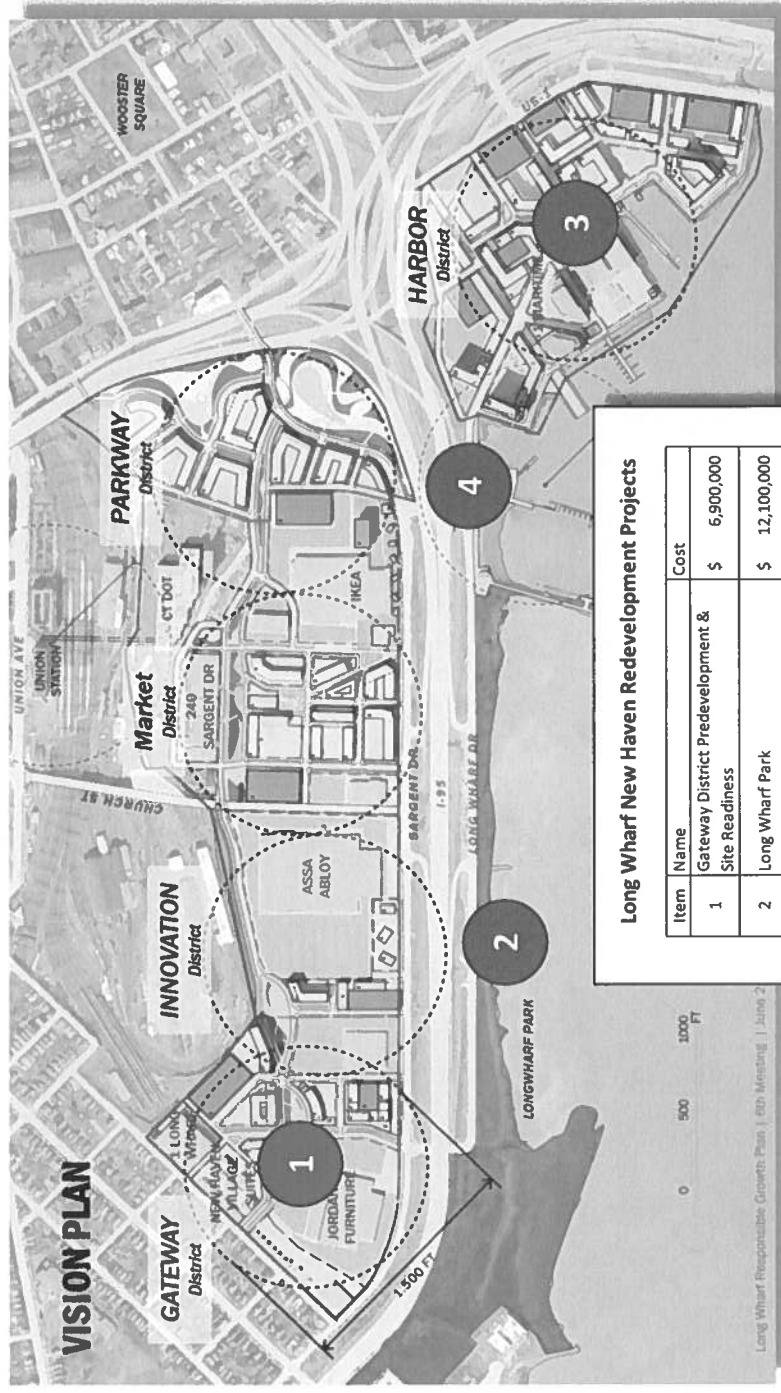 VISION PLAN
GATEWAY
District
INNOVATION
District
Market
District
PARKWAY
District
HARBOR
District
WOOSTER
SQUARE
UNION AVE
UNION
STATION
CT DOT
CHURCH ST
249
SARGENT DR
IKEA
ASSA
ABLOY
1 LONG
WHARF
NEW HAVEN
VILLAGE
SUITES
JORDAN'S
FURNITURE
1
2
3
4
US-1
SARGENT DR
I-95
LONG WHARF DR
1,500 FT
LONGWHARF PARK
0 500 1000
FT
Long Wharf Responsible Growth Plan | 6th Meeting | June 2
Long Wharf New Haven Redevelopment Projects
Item Name Cost
1 Gateway District Predevelopment & Site Readiness $ 6,900,000
2 Long Wharf Park $ 12,100,000